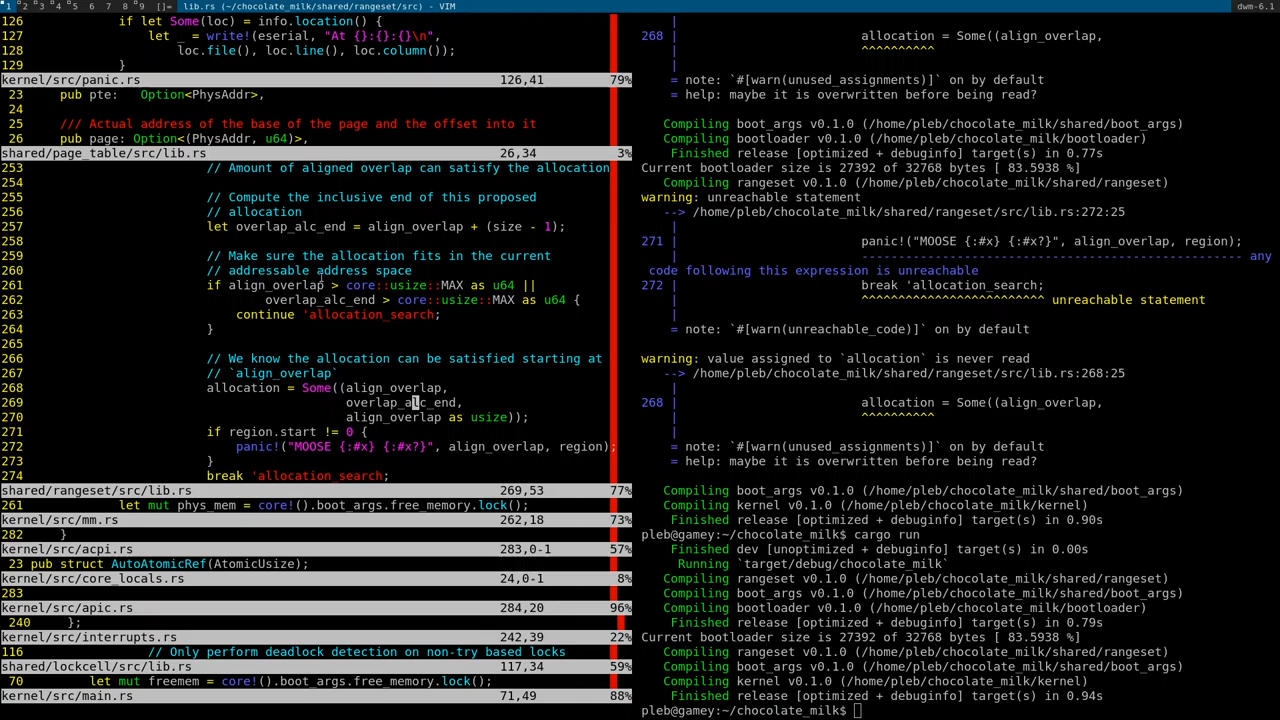 1 2 3 4 5 6 7 8 9 []= lib.rs (~/chocolate_milk/shared/rangeset/src) - VIM dwm-6.1
126             if let Some(loc) = info.location() {
127                 let _ = write!(eserial, "At {}:{}:{}\n",
128                     loc.file(), loc.line(), loc.column());
129             }
kernel/src/panic.rs 126,41 79%
23     pub pte:   Option<PhysAddr>,
24
25     /// Actual address of the base of the page and the offset into it
26     pub page: Option<(PhysAddr, u64)>,
shared/page_table/src/lib.rs 26,34 3%
253                         // Amount of aligned overlap can satisfy the allocation
254
255                         // Compute the inclusive end of this proposed
256                         // allocation
257                         let overlap_alc_end = align_overlap + (size - 1);
258
259                         // Make sure the allocation fits in the current
260                         // addressable address space
261                         if align_overlap > core::usize::MAX as u64 ||
262                                 overlap_alc_end > core::usize::MAX as u64 {
263                             continue 'allocation_search;
264                         }
265
266                         // We know the allocation can be satisfied starting at
267                         // `align_overlap`
268                         allocation = Some((align_overlap,
269                                            overlap_alc_end,
270                                            align_overlap as usize));
271                         if region.start != 0 {
272                             panic!("MOOSE {:#x} {:#x?}", align_overlap, region);
273                         }
274                         break 'allocation_search;
shared/rangeset/src/lib.rs 269,53 77%
261             let mut phys_mem = core!().boot_args.free_memory.lock();
kernel/src/mm.rs 262,18 73%
282     }
kernel/src/acpi.rs 283,0-1 57%
23 pub struct AutoAtomicRef(AtomicUsize);
kernel/src/core_locals.rs 24,0-1 8%
283
kernel/src/apic.rs 284,20 96%
240     };
kernel/src/interrupts.rs 242,39 22%
116                 // Only perform deadlock detection on non-try based locks
shared/lockcell/src/lib.rs 117,34 59%
70         let mut freemem = core!().boot_args.free_memory.lock();
kernel/src/main.rs 71,49 88%
    |
268 |                         allocation = Some((align_overlap,
    |                         ^^^^^^^^^^
    |
    = note: `#[warn(unused_assignments)]` on by default
    = help: maybe it is overwritten before being read?
   Compiling boot_args v0.1.0 (/home/pleb/chocolate_milk/shared/boot_args)
   Compiling bootloader v0.1.0 (/home/pleb/chocolate_milk/bootloader)
    Finished release [optimized + debuginfo] target(s) in 0.77s
Current bootloader size is 27392 of 32768 bytes [ 83.5938 %]
   Compiling rangeset v0.1.0 (/home/pleb/chocolate_milk/shared/rangeset)
warning: unreachable statement
   --> /home/pleb/chocolate_milk/shared/rangeset/src/lib.rs:272:25
    |
271 |                         panic!("MOOSE {:#x} {:#x?}", align_overlap, region);
    |                         --------------------------------------------------- any
 code following this expression is unreachable
272 |                         break 'allocation_search;
    |                         ^^^^^^^^^^^^^^^^^^^^^^^^^ unreachable statement
    |
    = note: `#[warn(unreachable_code)]` on by default
warning: value assigned to `allocation` is never read
   --> /home/pleb/chocolate_milk/shared/rangeset/src/lib.rs:268:25
    |
268 |                         allocation = Some((align_overlap,
    |                         ^^^^^^^^^^
    |
    = note: `#[warn(unused_assignments)]` on by default
    = help: maybe it is overwritten before being read?
   Compiling boot_args v0.1.0 (/home/pleb/chocolate_milk/shared/boot_args)
   Compiling kernel v0.1.0 (/home/pleb/chocolate_milk/kernel)
    Finished release [optimized + debuginfo] target(s) in 0.90s
pleb@gamey:~/chocolate_milk$ cargo run
    Finished dev [unoptimized + debuginfo] target(s) in 0.00s
     Running `target/debug/chocolate_milk`
   Compiling rangeset v0.1.0 (/home/pleb/chocolate_milk/shared/rangeset)
   Compiling boot_args v0.1.0 (/home/pleb/chocolate_milk/shared/boot_args)
   Compiling bootloader v0.1.0 (/home/pleb/chocolate_milk/bootloader)
    Finished release [optimized + debuginfo] target(s) in 0.79s
Current bootloader size is 27392 of 32768 bytes [ 83.5938 %]
   Compiling rangeset v0.1.0 (/home/pleb/chocolate_milk/shared/rangeset)
   Compiling boot_args v0.1.0 (/home/pleb/chocolate_milk/shared/boot_args)
   Compiling kernel v0.1.0 (/home/pleb/chocolate_milk/kernel)
    Finished release [optimized + debuginfo] target(s) in 0.94s
pleb@gamey:~/chocolate_milk$